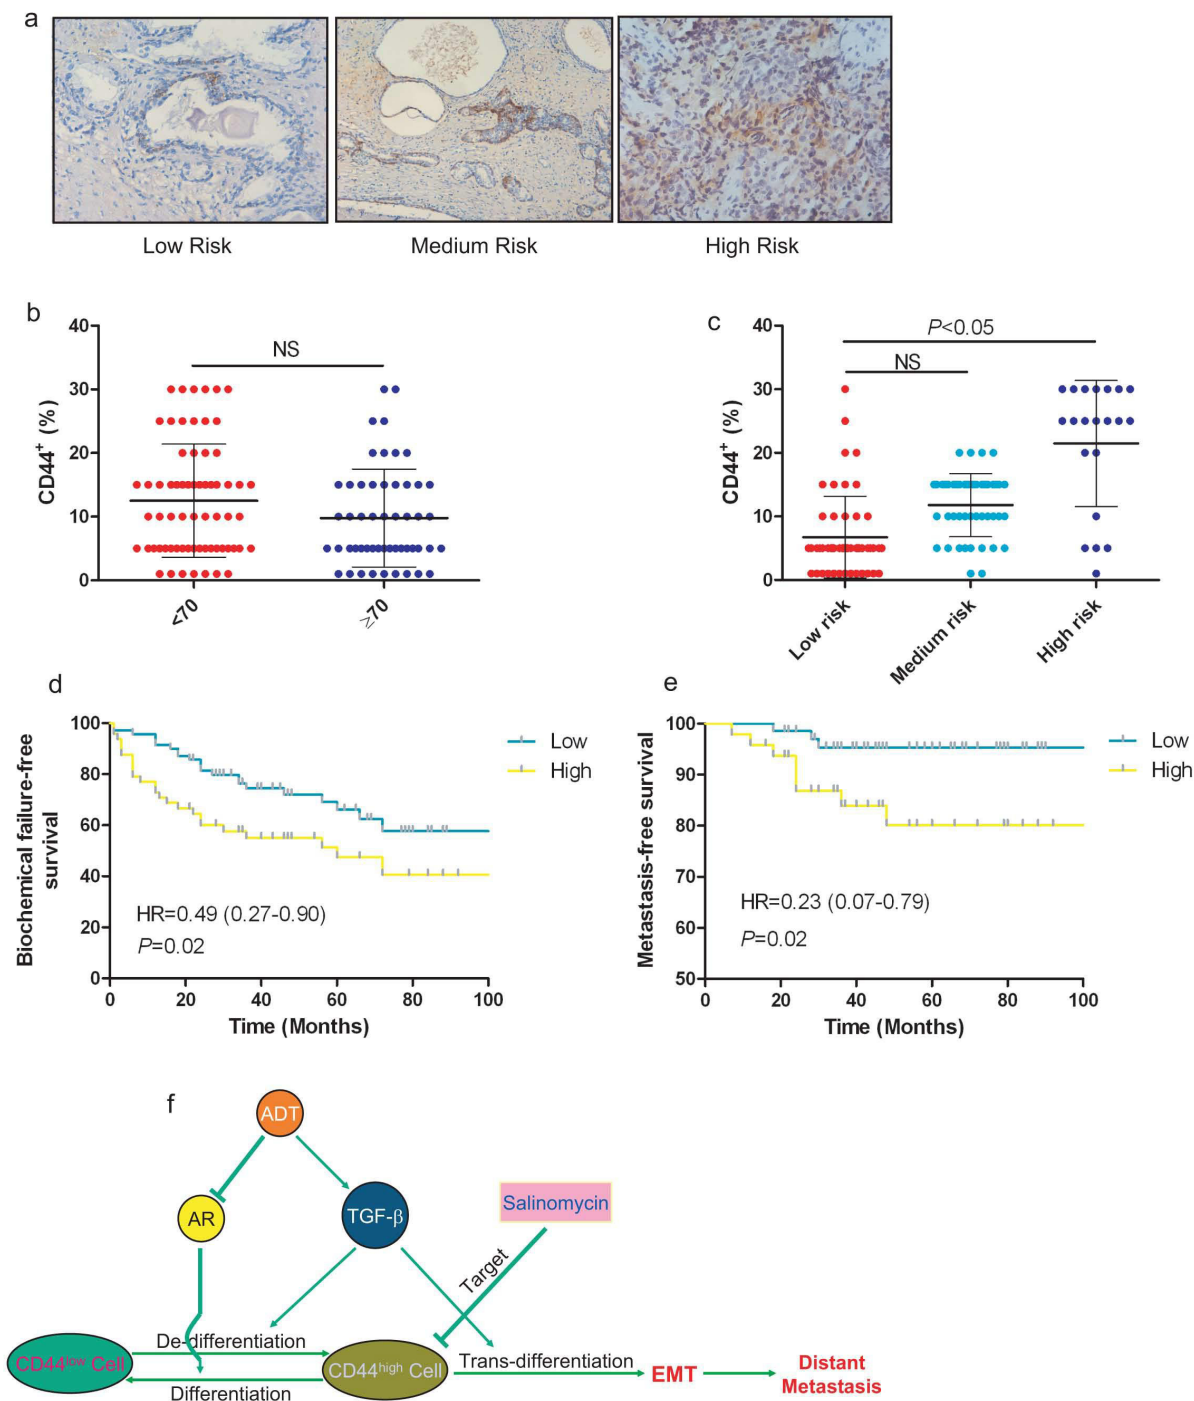 a
Low Risk
Medium Risk
High Risk
b
CD44⁺ (%)
40
30
20
10
0
NS
<70
≥70
c
CD44⁺ (%)
40
30
20
10
0
P<0.05
NS
Low risk
Medium risk
High risk
d
Biochemical failure-free
survival
100
80
60
40
20
0
HR=0.49 (0.27-0.90)
P=0.02
0 20 40 60 80 100
Time (Months)
Low
High
e
Metastasis-free survival
100
90
80
70
60
50
HR=0.23 (0.07-0.79)
P=0.02
0 20 40 60 80 100
Time (Months)
Low
High
f
ADT
AR
TGF-β
Salinomycin
Target
De-differentiation
CD44ˡᵒʷ Cell
CD44ʰⁱᵍʰ Cell
Differentiation
Trans-differentiation
EMT
Distant
Metastasis